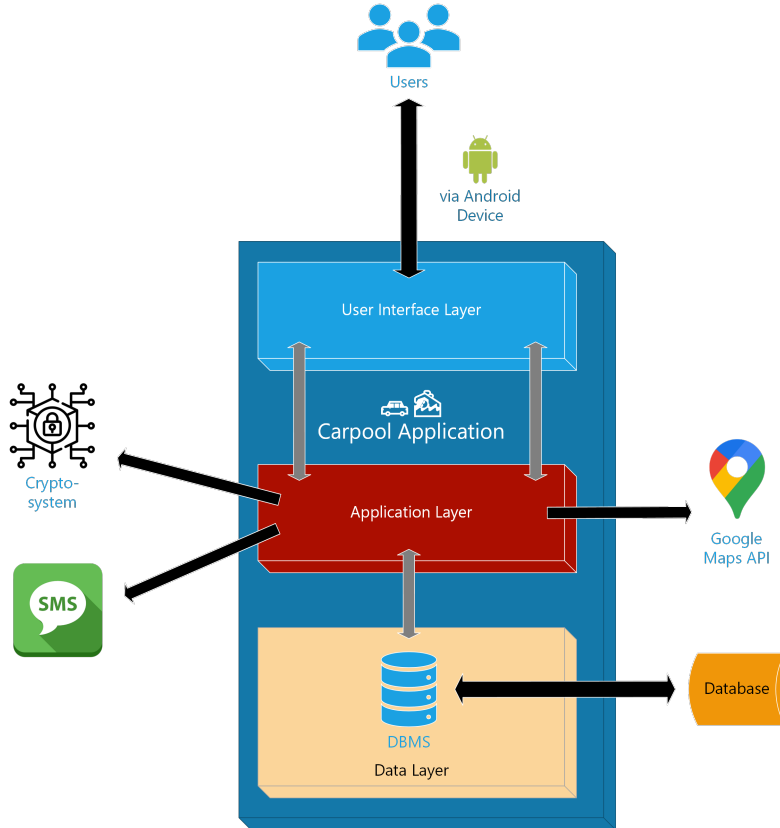 Users
via Android
Device
User Interface Layer
Carpool Application
Crypto-
system
Application Layer
Google
Maps API
SMS
Database
DBMS
Data Layer